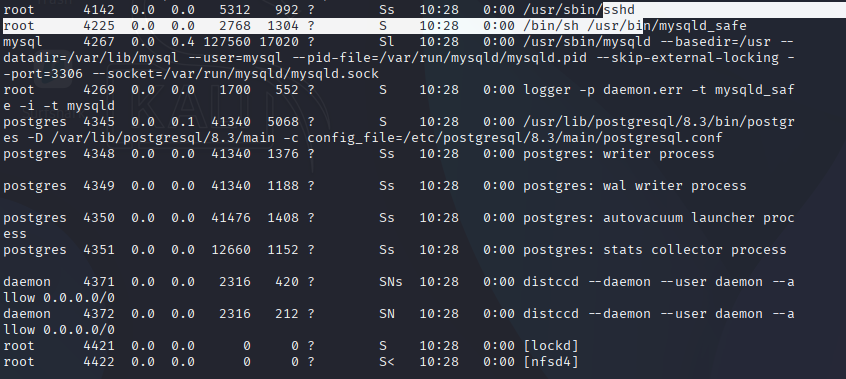 root      4142  0.0  0.0   5312   992 ?        Ss   10:28   0:00 /usr/sbin/sshd
root      4225  0.0  0.0   2768  1304 ?        S    10:28   0:00 /bin/sh /usr/bin/mysqld_safe
mysql     4267  0.0  0.4 127560 17020 ?        Sl   10:28   0:00 /usr/sbin/mysqld --basedir=/usr --
datadir=/var/lib/mysql --user=mysql --pid-file=/var/run/mysqld/mysqld.pid --skip-external-locking -
-port=3306 --socket=/var/run/mysqld/mysqld.sock
root      4269  0.0  0.0   1700   552 ?        S    10:28   0:00 logger -p daemon.err -t mysqld_saf
e -i -t mysqld
postgres  4345  0.0  0.1  41340  5068 ?        S    10:28   0:00 /usr/lib/postgresql/8.3/bin/postgr
es -D /var/lib/postgresql/8.3/main -c config_file=/etc/postgresql/8.3/main/postgresql.conf
postgres  4348  0.0  0.0  41340  1376 ?        Ss   10:28   0:00 postgres: writer process
postgres  4349  0.0  0.0  41340  1188 ?        Ss   10:28   0:00 postgres: wal writer process
postgres  4350  0.0  0.0  41476  1408 ?        Ss   10:28   0:00 postgres: autovacuum launcher proc
ess
postgres  4351  0.0  0.0  12660  1152 ?        Ss   10:28   0:00 postgres: stats collector process
daemon    4371  0.0  0.0   2316   420 ?        SNs  10:28   0:00 distccd --daemon --user daemon --a
llow 0.0.0.0/0
daemon    4372  0.0  0.0   2316   212 ?        SN   10:28   0:00 distccd --daemon --user daemon --a
llow 0.0.0.0/0
root      4421  0.0  0.0      0     0 ?        S    10:28   0:00 [lockd]
root      4422  0.0  0.0      0     0 ?        S<   10:28   0:00 [nfsd4]